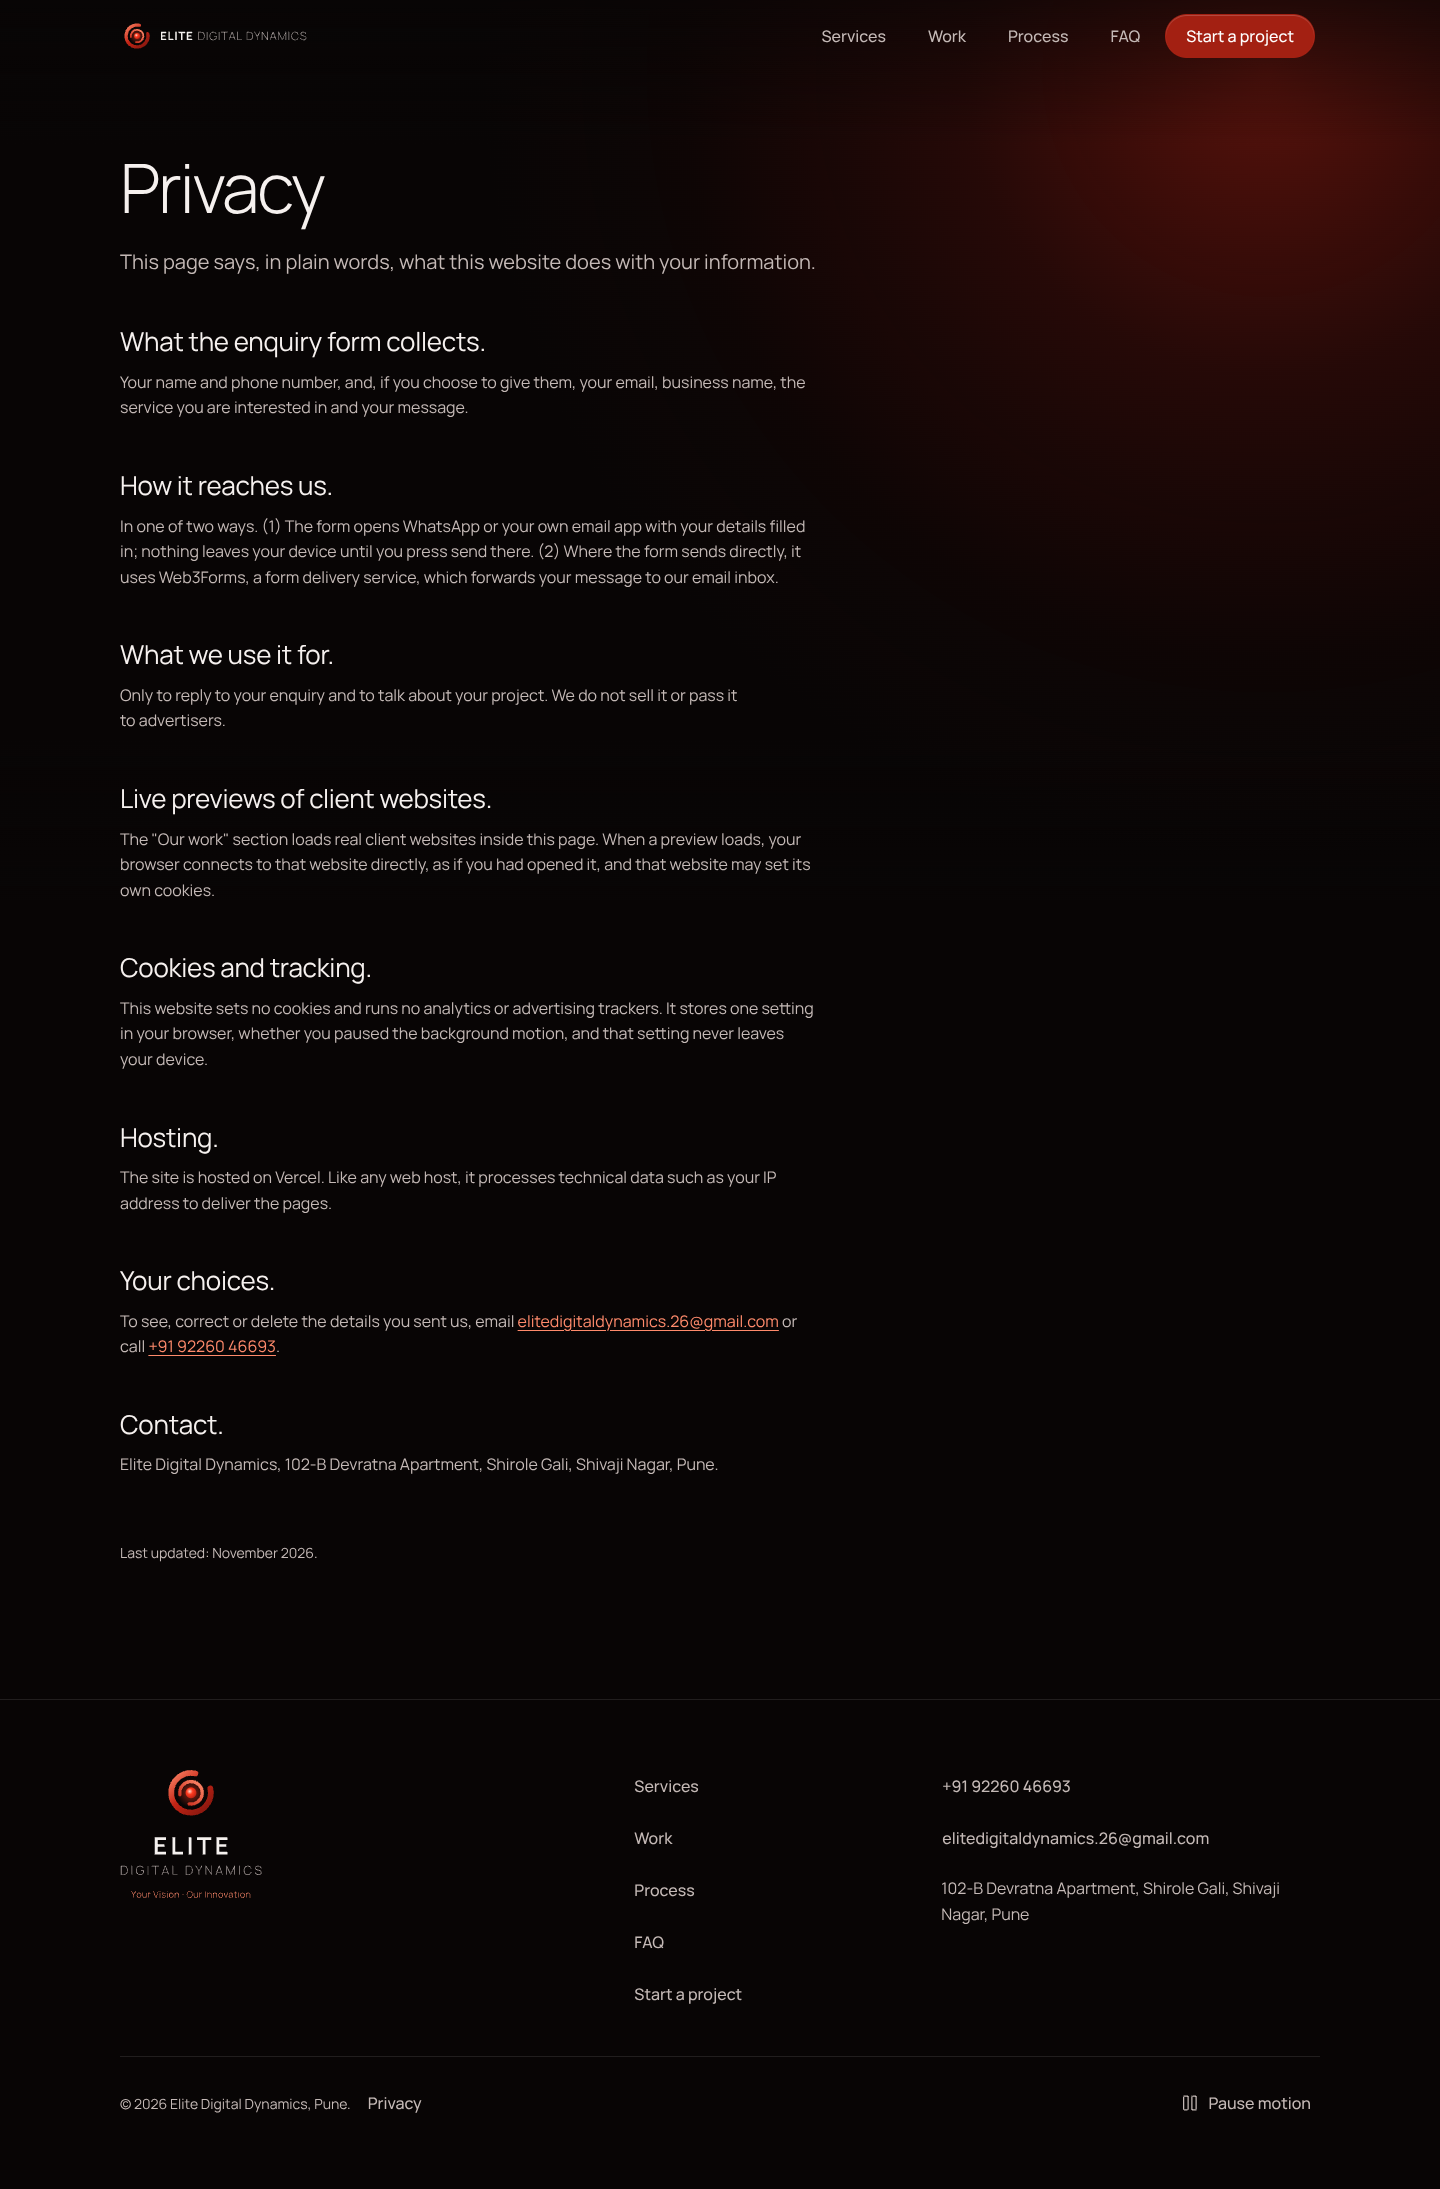 ELITE DIGITAL DYNAMICS
Services
Work
Process
FAQ
Start a project
Privacy
This page says, in plain words, what this website does with your information.
What the enquiry form collects.
Your name and phone number, and, if you choose to give them, your email, business name, the
service you are interested in and your message.
How it reaches us.
In one of two ways. (1) The form opens WhatsApp or your own email app with your details filled
in; nothing leaves your device until you press send there. (2) Where the form sends directly, it
uses Web3Forms, a form delivery service, which forwards your message to our email inbox.
What we use it for.
Only to reply to your enquiry and to talk about your project. We do not sell it or pass it
to advertisers.
Live previews of client websites.
The "Our work" section loads real client websites inside this page. When a preview loads, your
browser connects to that website directly, as if you had opened it, and that website may set its
own cookies.
Cookies and tracking.
This website sets no cookies and runs no analytics or advertising trackers. It stores one setting
in your browser, whether you paused the background motion, and that setting never leaves
your device.
Hosting.
The site is hosted on Vercel. Like any web host, it processes technical data such as your IP
address to deliver the pages.
Your choices.
To see, correct or delete the details you sent us, email elitedigitaldynamics.26@gmail.com or
call +91 92260 46693.
Contact.
Elite Digital Dynamics, 102-B Devratna Apartment, Shirole Gali, Shivaji Nagar, Pune.
Last updated: November 2026.
ELITE
DIGITAL DYNAMICS
Your Vision · Our Innovation
Services
Work
Process
FAQ
Start a project
+91 92260 46693
elitedigitaldynamics.26@gmail.com
102-B Devratna Apartment, Shirole Gali, Shivaji
Nagar, Pune
© 2026 Elite Digital Dynamics, Pune.
Privacy
Pause motion